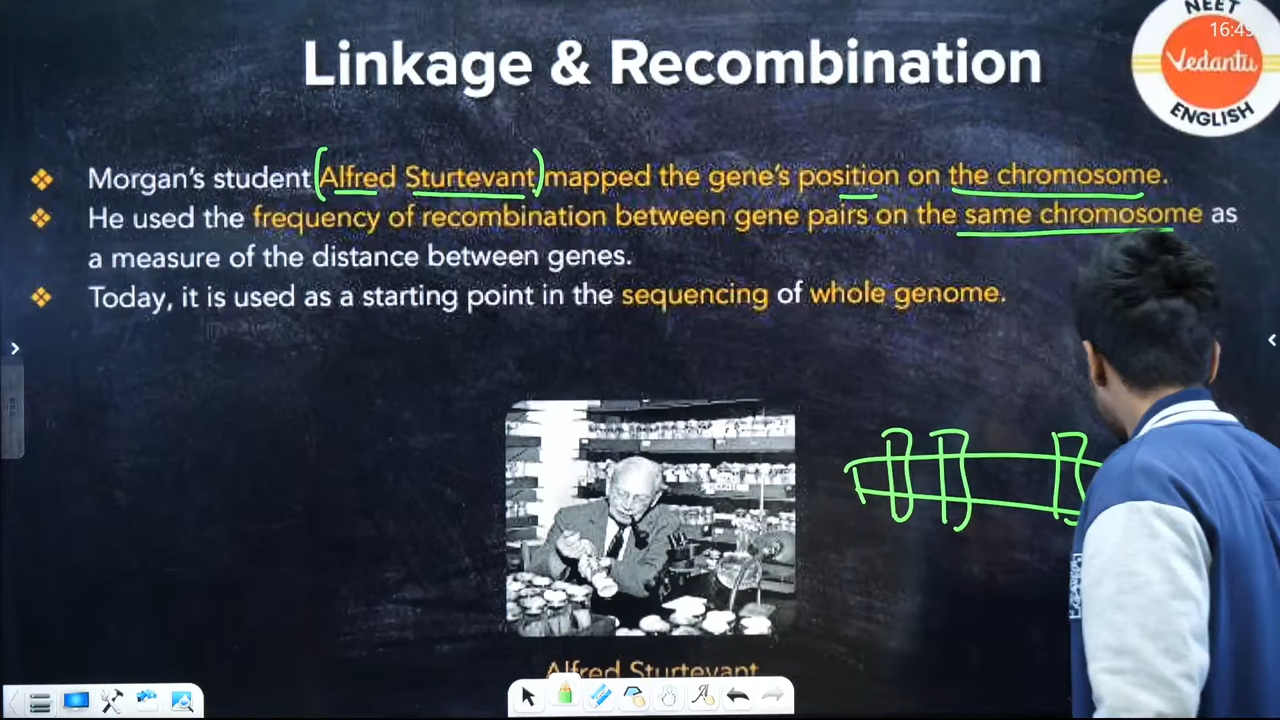 NEET
16:45
Vedantu
ENGLISH
Linkage & Recombination
❖ Morgan's student (Alfred Sturtevant) mapped the gene's position on the chromosome.
❖ He used the frequency of recombination between gene pairs on the same chromosome as
a measure of the distance between genes.
❖ Today, it is used as a starting point in the sequencing of whole genome.
Alfred Sturtevant